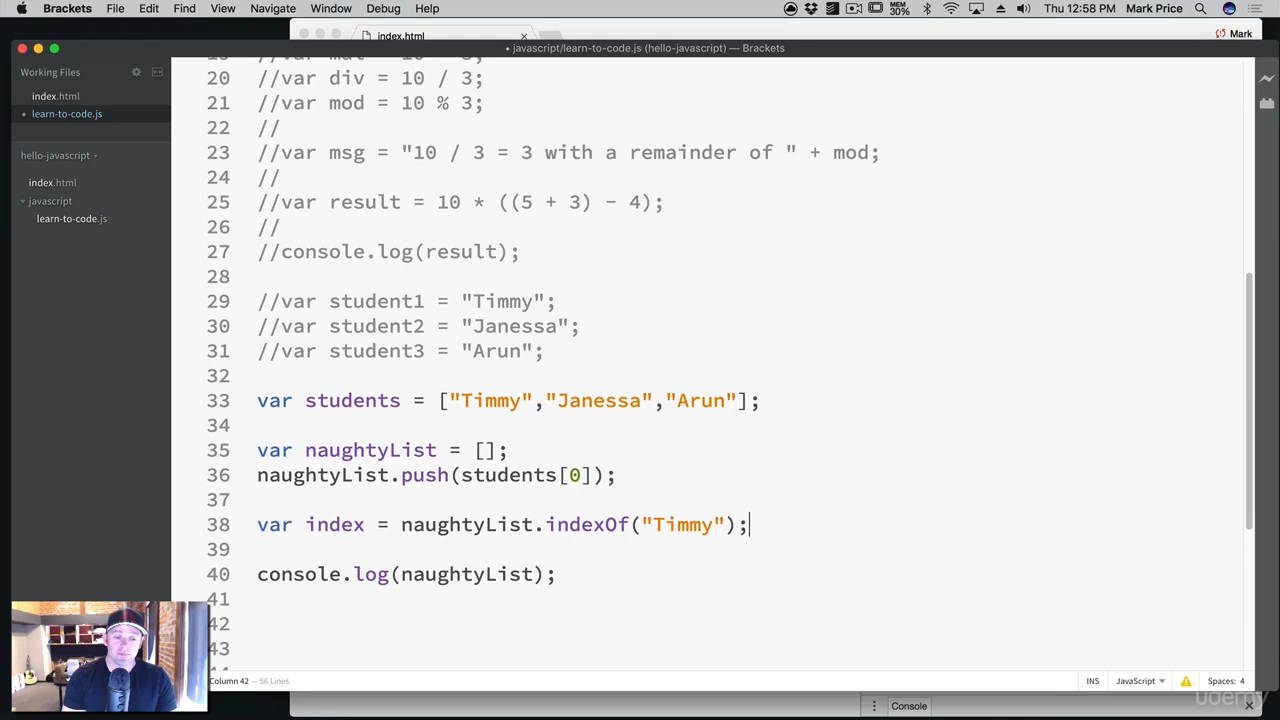 Brackets File Edit Find View Navigate Window Debug Help MEM 30% Thu 12:58 PM Mark Price
index.html Mark
javascript/learn-to-code.js (hello-javascript) — Brackets
Working Files
index.html
learn-to-code.js
hello-javascript
index.html
javascript
learn-to-code.js
20 //var div = 10 / 3;
21 //var mod = 10 % 3;
22 //
23 //var msg = "10 / 3 = 3 with a remainder of " + mod;
24 //
25 //var result = 10 * ((5 + 3) - 4);
26 //
27 //console.log(result);
28
29 //var student1 = "Timmy";
30 //var student2 = "Janessa";
31 //var student3 = "Arun";
32
33 var students = ["Timmy","Janessa","Arun"];
34
35 var naughtyList = [];
36 naughtyList.push(students[0]);
37
38 var index = naughtyList.indexOf("Timmy");
39
40 console.log(naughtyList);
41
42
43
Column 42 — 56 Lines INS JavaScript Spaces: 4
udemy
Console